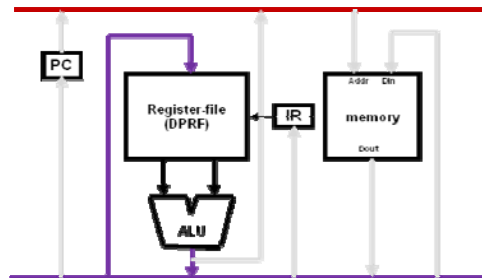 PC
Register-file
(DPRF)
IR
Addr Din
memory
Dout
ALU